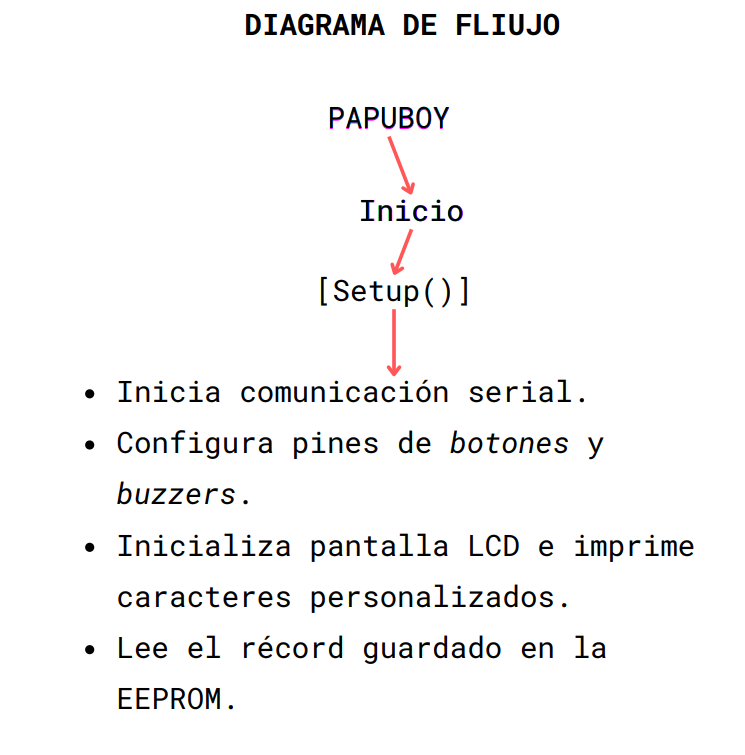 DIAGRAMA DE FLIUJO
PAPUBOY
Inicio
[Setup()]
• Inicia comunicación serial.
• Configura pines de botones y
buzzers.
• Inicializa pantalla LCD e imprime
caracteres personalizados.
• Lee el récord guardado en la
EEPROM.